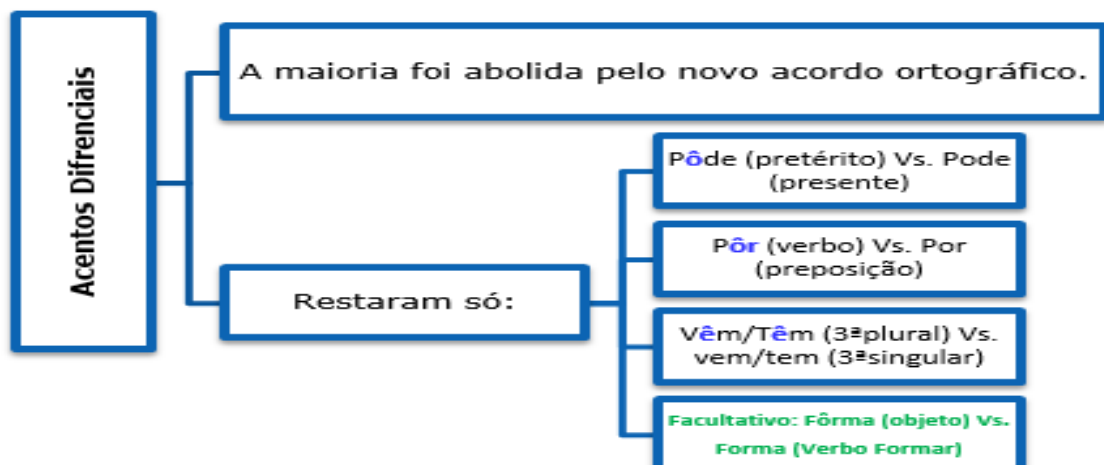 Acentos Difrenciais
A maioria foi abolida pelo novo acordo ortográfico.
Restaram só:
Pôde (pretérito) Vs. Pode
(presente)
Pôr (verbo) Vs. Por
(preposição)
Vêm/Têm (3ªplural) Vs.
vem/tem (3ªsingular)
Facultativo: Fôrma (objeto) Vs.
Forma (Verbo Formar)